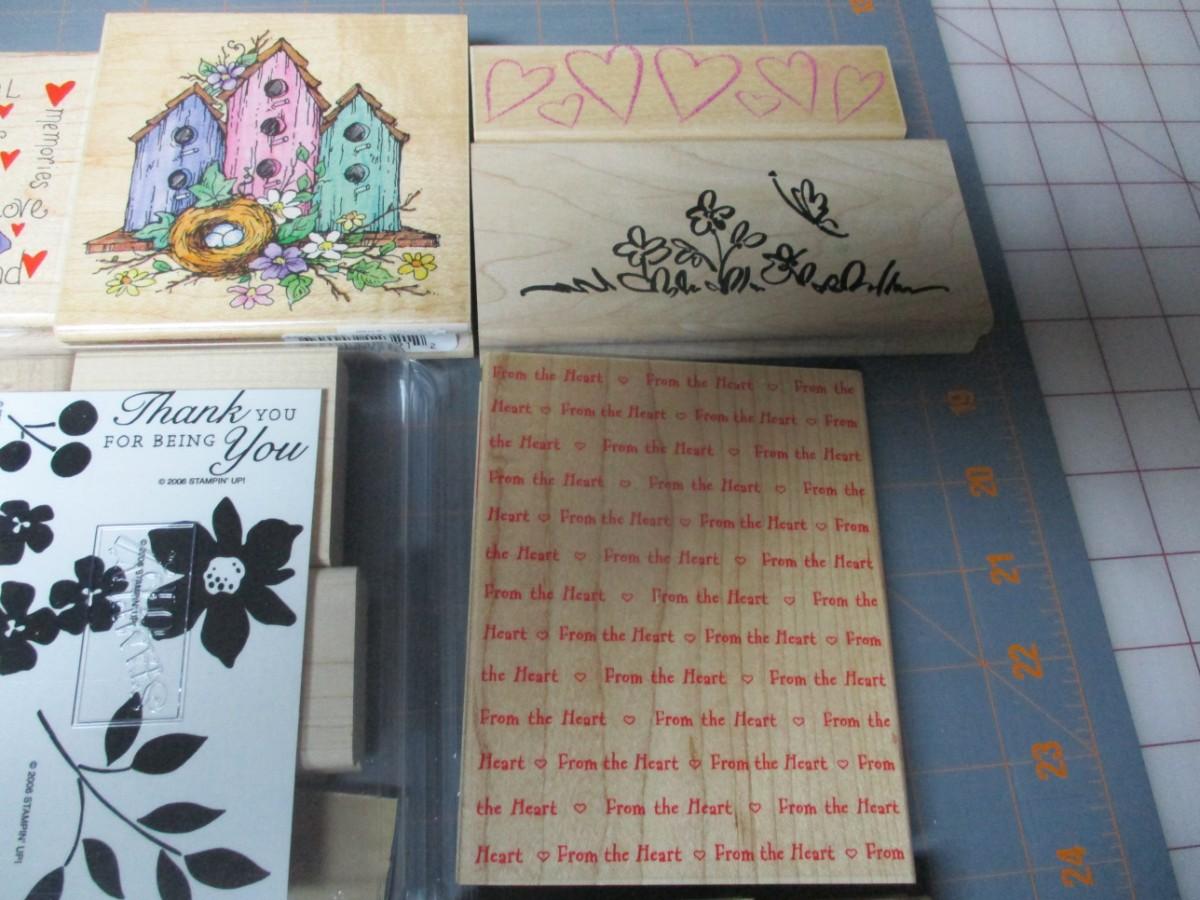 memories
Love
Thank YOU
FOR BEING
You
© 2006 STAMPIN' UP!
© 2006 STAMPIN' UP!
From the Heart ♡ From the Heart ♡ From the
Heart ♡ From the Heart ♡ From the Heart ♡ From
the Heart ♡ From the Heart ♡ From the Heart
From the Heart ♡ From the Heart ♡ From the
Heart ♡ From the Heart ♡ From the Heart ♡ From
the Heart ♡ From the Heart ♡ From the Heart
From the Heart ♡ From the Heart ♡ From the
Heart ♡ From the Heart ♡ From the Heart ♡ From
the Heart ♡ From the Heart ♡ From the Heart
From the Heart ♡ From the Heart ♡ From the
Heart ♡ From the Heart ♡ From the Heart ♡ From
the Heart ♡ From the Heart ♡ From the Heart
Heart ♡ From the Heart ♡ From the Heart ♡ From
19
20
21
22
23
24